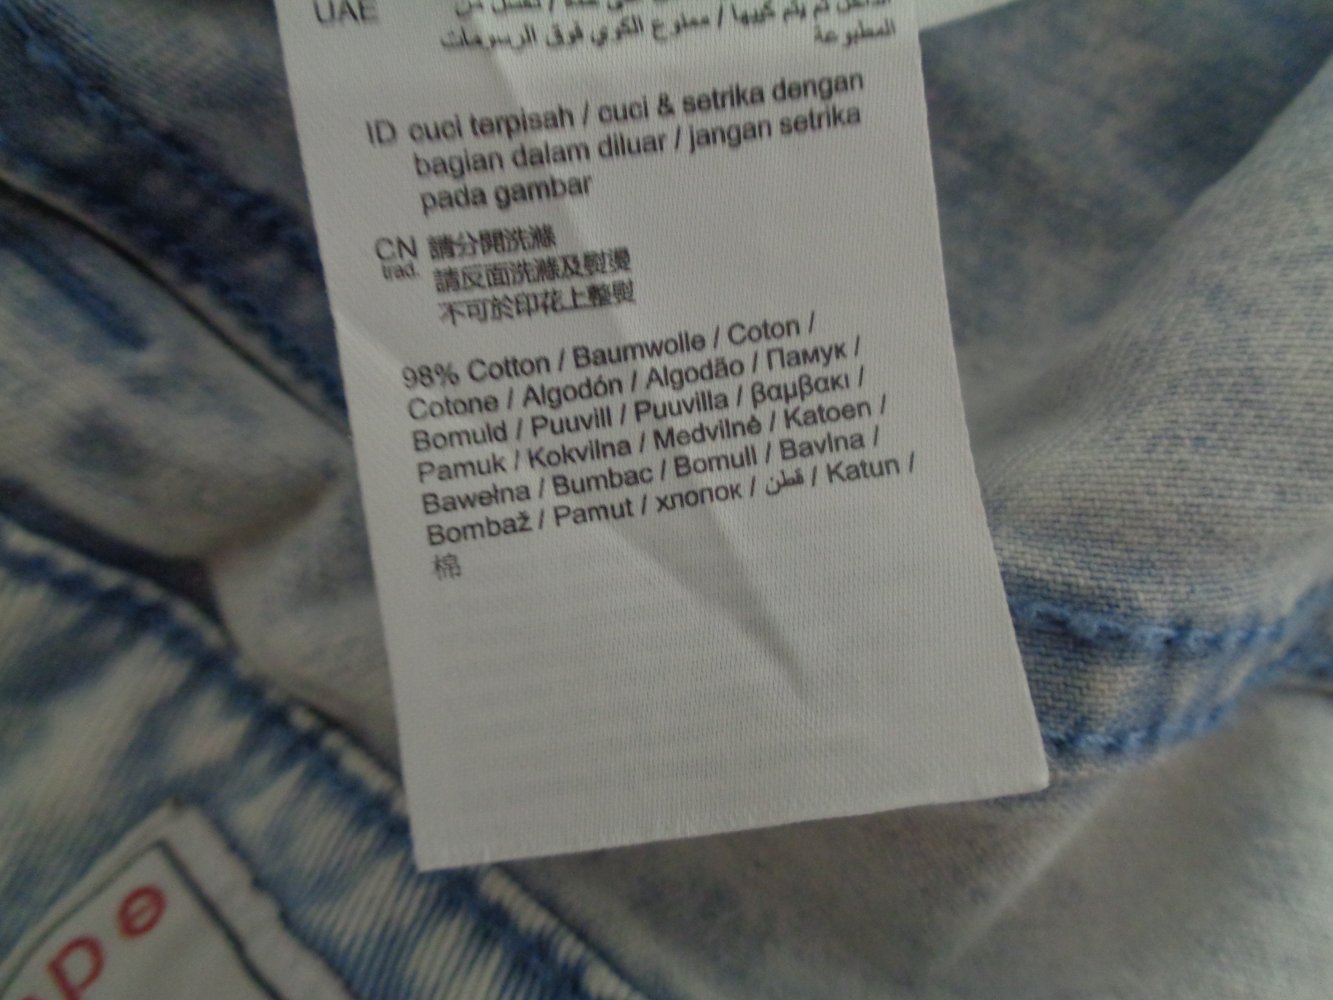 UAE
المطبوعة
ID cuci terpisah / cuci & setrika dengan
bagian dalam diluar / jangan setrika
pada gambar
CN 請分開洗滌
trad. 請反面洗滌及熨燙
不可於印花上整熨
98% Cotton / Baumwolle / Coton /
Cotone / Algodón / Algodão / Памук /
Bomuld / Puuvill / Puuvilla / βαμβακι /
Pamuk / Kokvilna / Medvilnė / Katoen /
Bawełna / Bumbac / Bomull / Bavlna /
Bombaž / Pamut / хлопок / قطن / Katun /
棉